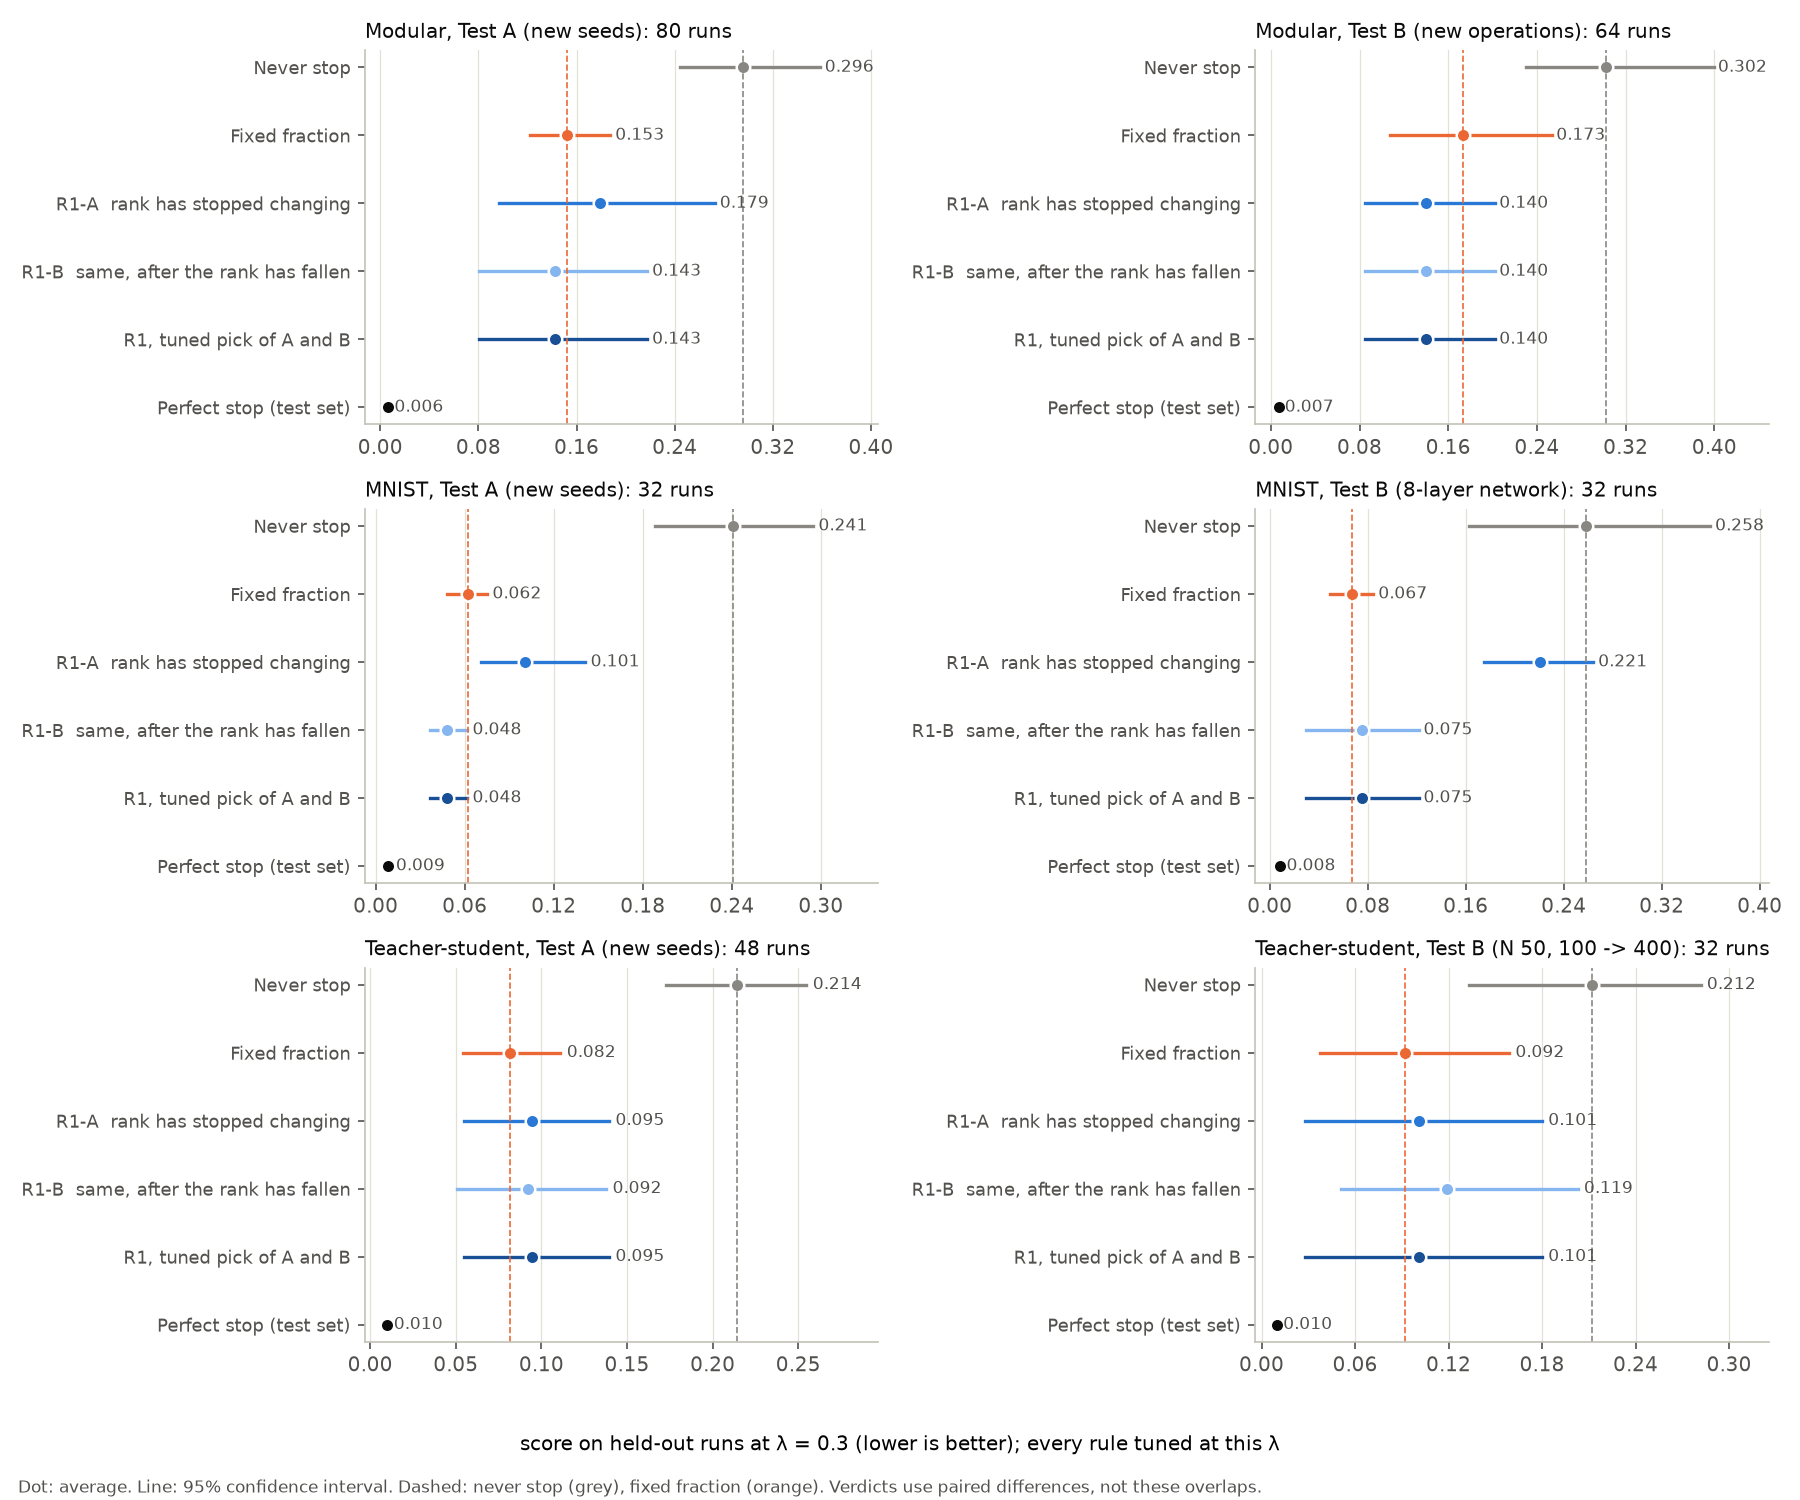 Modular, Test A (new seeds): 80 runs
Never stop
0.296
Fixed fraction
0.153
R1-A  rank has stopped changing
0.179
R1-B  same, after the rank has fallen
0.143
R1, tuned pick of A and B
0.143
Perfect stop (test set)
0.006
0.00 0.08 0.16 0.24 0.32 0.40
Modular, Test B (new operations): 64 runs
Never stop
0.302
Fixed fraction
0.173
R1-A  rank has stopped changing
0.140
R1-B  same, after the rank has fallen
0.140
R1, tuned pick of A and B
0.140
Perfect stop (test set)
0.007
0.00 0.08 0.16 0.24 0.32 0.40
MNIST, Test A (new seeds): 32 runs
Never stop
0.241
Fixed fraction
0.062
R1-A  rank has stopped changing
0.101
R1-B  same, after the rank has fallen
0.048
R1, tuned pick of A and B
0.048
Perfect stop (test set)
0.009
0.00 0.06 0.12 0.18 0.24 0.30
MNIST, Test B (8-layer network): 32 runs
Never stop
0.258
Fixed fraction
0.067
R1-A  rank has stopped changing
0.221
R1-B  same, after the rank has fallen
0.075
R1, tuned pick of A and B
0.075
Perfect stop (test set)
0.008
0.00 0.08 0.16 0.24 0.32 0.40
Teacher-student, Test A (new seeds): 48 runs
Never stop
0.214
Fixed fraction
0.082
R1-A  rank has stopped changing
0.095
R1-B  same, after the rank has fallen
0.092
R1, tuned pick of A and B
0.095
Perfect stop (test set)
0.010
0.00 0.05 0.10 0.15 0.20 0.25
Teacher-student, Test B (N 50, 100 -> 400): 32 runs
Never stop
0.212
Fixed fraction
0.092
R1-A  rank has stopped changing
0.101
R1-B  same, after the rank has fallen
0.119
R1, tuned pick of A and B
0.101
Perfect stop (test set)
0.010
0.00 0.06 0.12 0.18 0.24 0.30
score on held-out runs at λ = 0.3 (lower is better); every rule tuned at this λ
Dot: average. Line: 95% confidence interval. Dashed: never stop (grey), fixed fraction (orange). Verdicts use paired differences, not these overlaps.